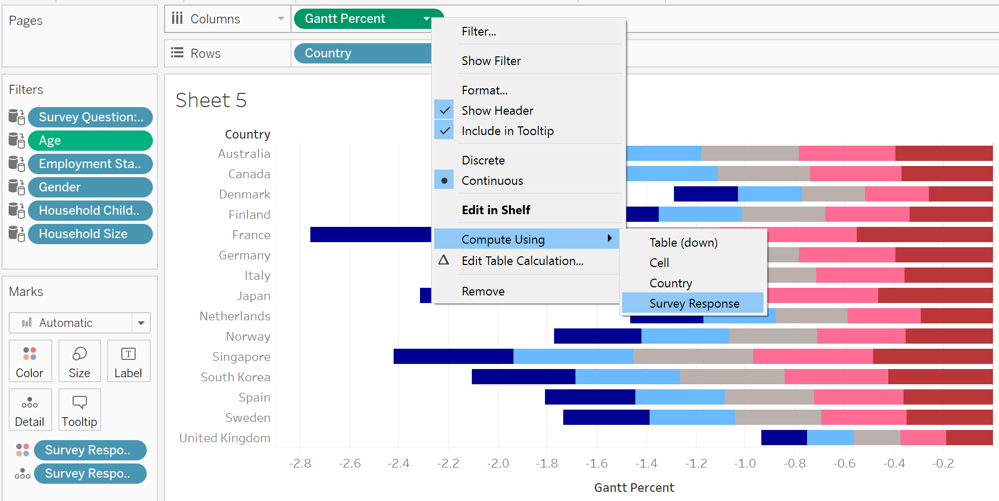 Pages
Columns
Gantt Percent
Rows
Country
Filters
Survey Question:..
Age
Employment Sta..
Gender
Household Child..
Household Size
Marks
Automatic
Color
Size
T
Label
Detail
Tooltip
Survey Respo..
Survey Respo..
Sheet 5
Country
Australia
Canada
Denmark
Finland
France
Germany
Italy
Japan
Netherlands
Norway
Singapore
South Korea
Spain
Sweden
United Kingdom
-2.8 -2.6 -2.4 -2.2 -2.0 -1.8 -1.6 -1.4 -1.2 -1.0 -0.8 -0.6 -0.4 -0.2
Gantt Percent
Filter...
Show Filter
Format...
Show Header
Include in Tooltip
Discrete
Continuous
Edit in Shelf
Compute Using
Edit Table Calculation...
Remove
Table (down)
Cell
Country
Survey Response